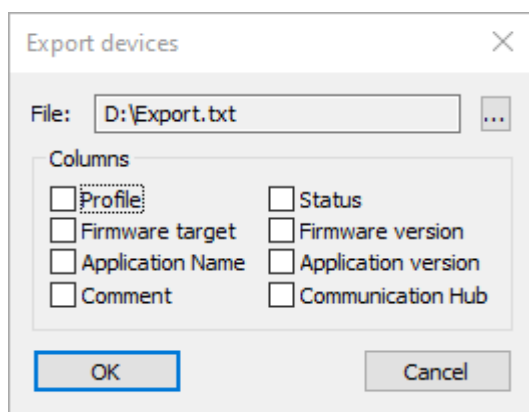 Export devices
File: D:\Export.txt ...
Columns
Profile Status
Firmware target Firmware version
Application Name Application version
Comment Communication Hub
OK Cancel